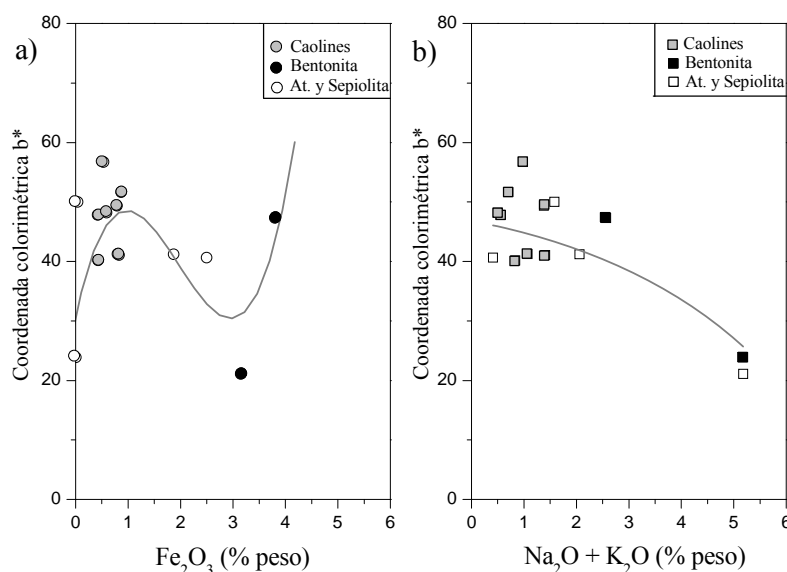 a)
80
60
40
20
0
Coordenada colorimétrica b*
Caolines
Bentonita
At. y Sepiolita
0 1 2 3 4 5 6
Fe₂O₃ (% peso)
b)
80
60
40
20
0
Coordenada colorimétrica b*
Caolines
Bentonita
At. y Sepiolita
0 1 2 3 4 5 6
Na₂O + K₂O (% peso)